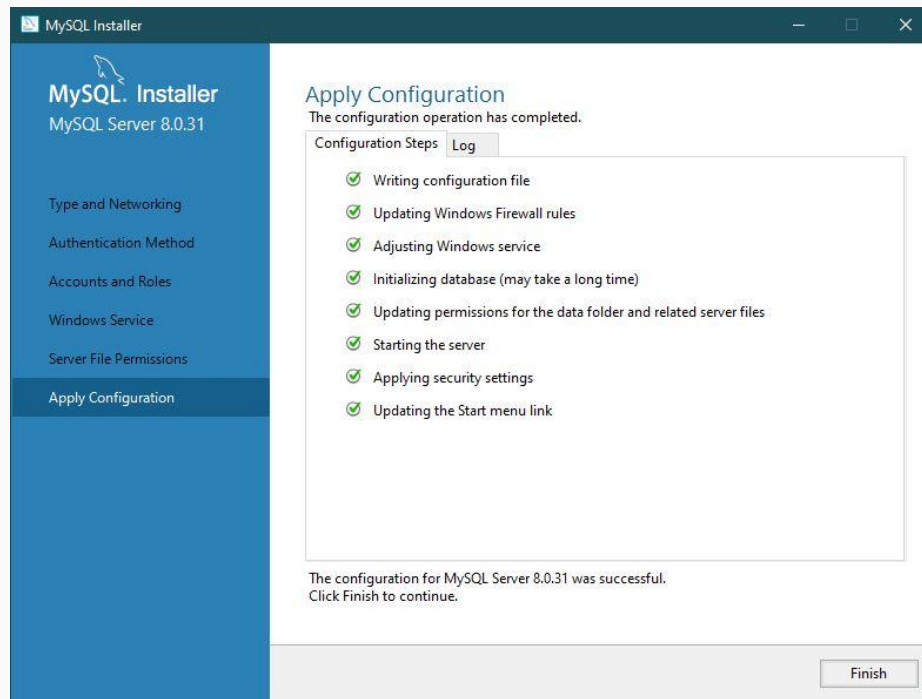 MySQL Installer
MySQL. Installer
MySQL Server 8.0.31
Type and Networking
Authentication Method
Accounts and Roles
Windows Service
Server File Permissions
Apply Configuration
Apply Configuration
The configuration operation has completed.
Configuration Steps Log
Writing configuration file
Updating Windows Firewall rules
Adjusting Windows service
Initializing database (may take a long time)
Updating permissions for the data folder and related server files
Starting the server
Applying security settings
Updating the Start menu link
The configuration for MySQL Server 8.0.31 was successful.
Click Finish to continue.
Finish